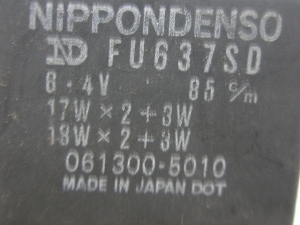 NIPPONDENSO
ND FU637SD
6·4V 85 c/m
17W × 2 + 3W
18W × 2 + 3W
061300-5010
MADE IN JAPAN DOT